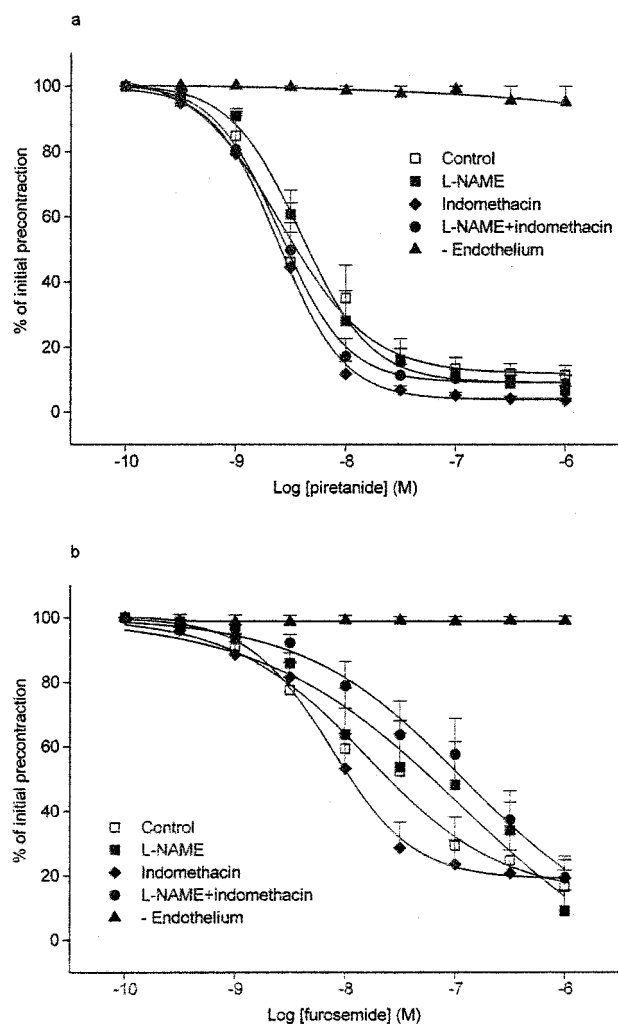 a
100
80
60
40
20
0
% of initial precontraction
Control
L-NAME
Indomethacin
L-NAME+indomethacin
- Endothelium
-10 -9 -8 -7 -6
Log [piretanide] (M)
b
100
80
60
40
20
0
% of initial precontraction
Control
L-NAME
Indomethacin
L-NAME+indomethacin
- Endothelium
-10 -9 -8 -7 -6
Log [furosemide] (M)